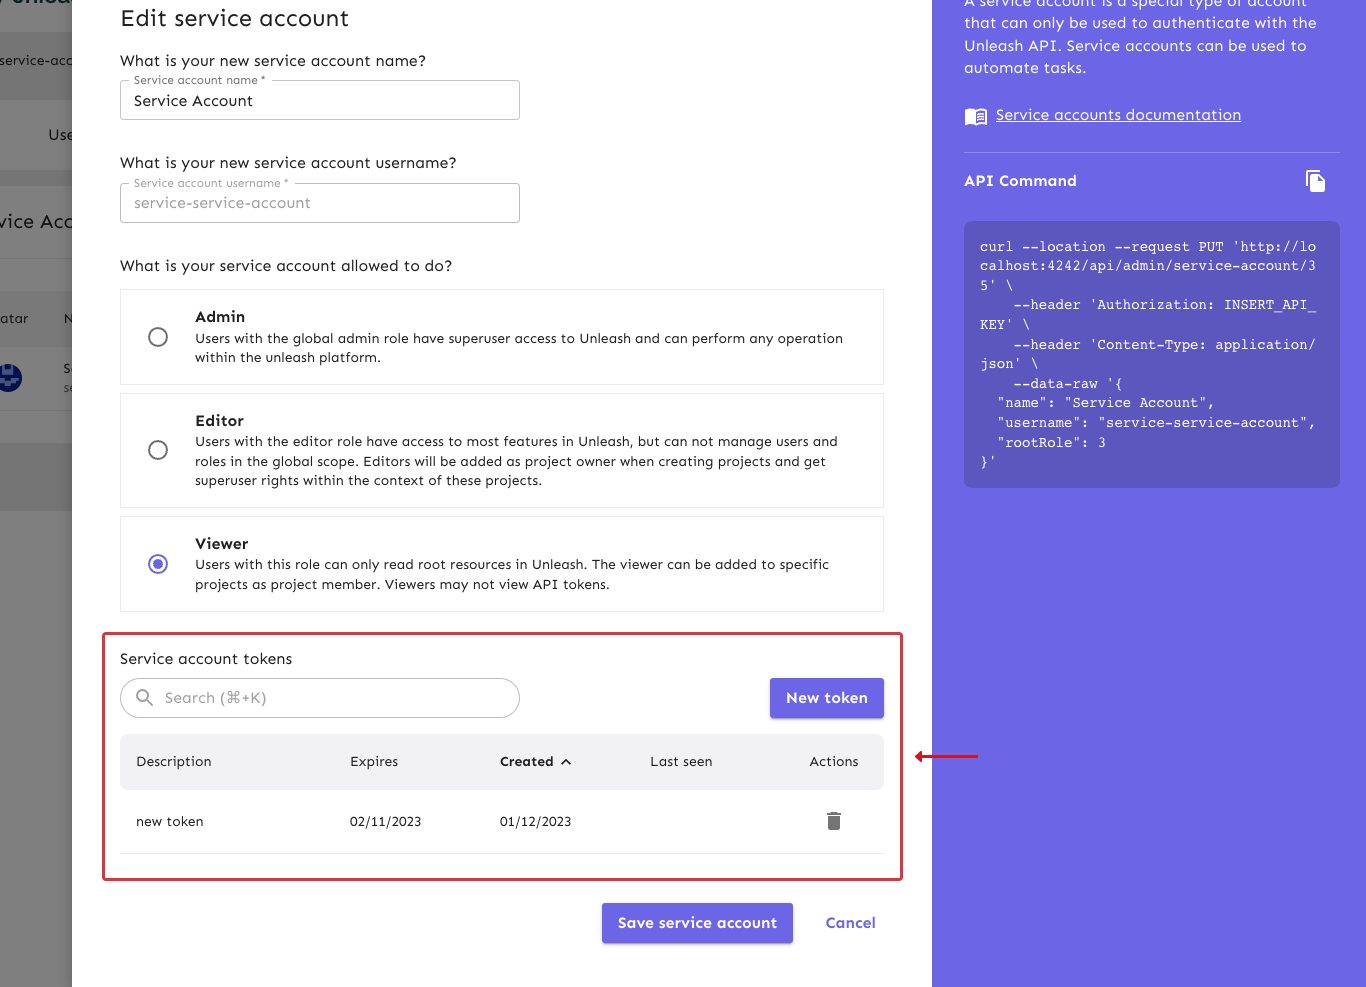 Edit service account
What is your new service account name?
Service account name *
Service Account
What is your new service account username?
Service account username *
service-service-account
What is your service account allowed to do?
Admin
Users with the global admin role have superuser access to Unleash and can perform any operation
within the unleash platform.
Editor
Users with the editor role have access to most features in Unleash, but can not manage users and
roles in the global scope. Editors will be added as project owner when creating projects and get
superuser rights within the context of these projects.
Viewer
Users with this role can only read root resources in Unleash. The viewer can be added to specific
projects as project member. Viewers may not view API tokens.
Service account tokens
Search (⌘+K)
New token
Description Expires Created Last seen Actions
new token 02/11/2023 01/12/2023
Save service account Cancel
A service account is a special type of account
that can only be used to authenticate with the
Unleash API. Service accounts can be used to
automate tasks.
Service accounts documentation
API Command
curl --location --request PUT 'http://lo
calhost:4242/api/admin/service-account/3
5' \
--header 'Authorization: INSERT_API_
KEY' \
--header 'Content-Type: application/
json' \
--data-raw '{
"name": "Service Account",
"username": "service-service-account",
"rootRole": 3
}'